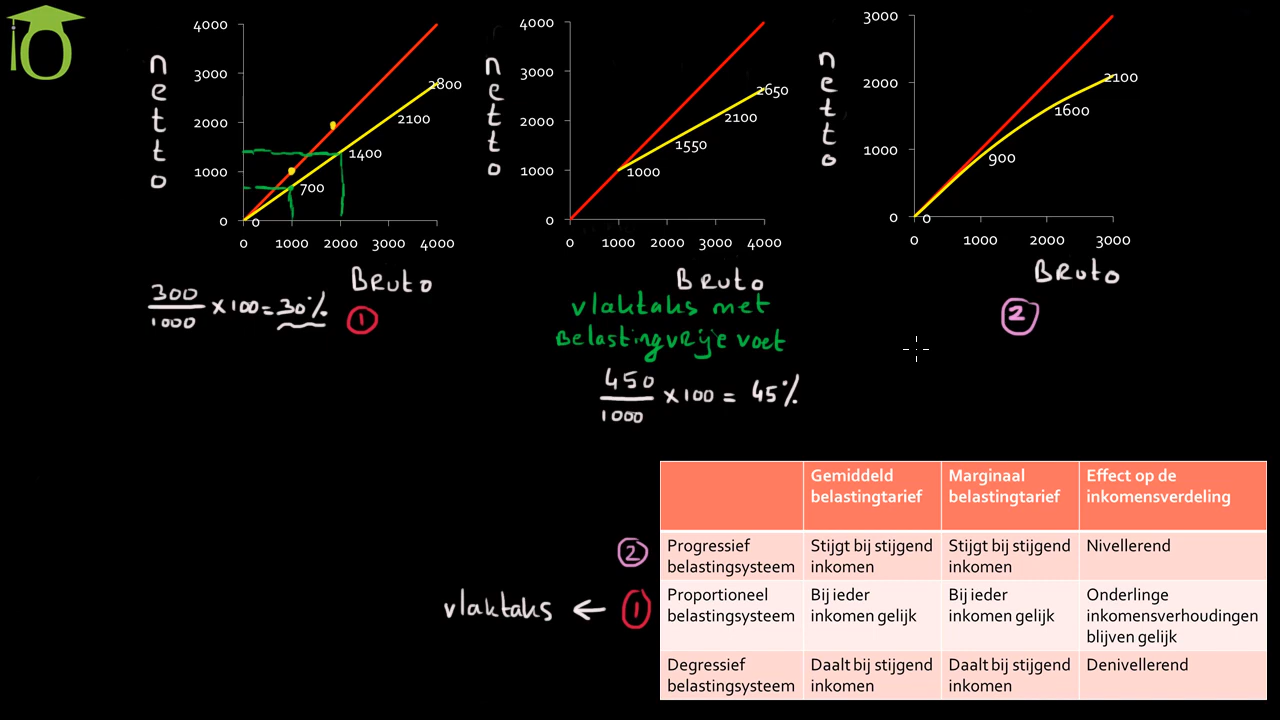 netto
4000
3000
2000
1000
0
2800
2100
1400
700
0
0 1000 2000 3000 4000
Bruto
300
1000
×100=30%
1
netto
4000
3000
2000
1000
0
2650
2100
1550
1000
0 1000 2000 3000 4000
Bruto
vlaktaks met
Belastingvrije voet
450
1000
×100 = 45%
netto
3000
2000
1000
0
2100
1600
900
0
0 1000 2000 3000
Bruto
2
Gemiddeld belastingtarief
Marginaal belastingtarief
Effect op de inkomensverdeling
2
Progressief belastingsysteem
Stijgt bij stijgend inkomen
Stijgt bij stijgend inkomen
Nivellerend
vlaktaks ← 1
Proportioneel belastingsysteem
Bij ieder inkomen gelijk
Bij ieder inkomen gelijk
Onderlinge inkomensverhoudingen blijven gelijk
Degressief belastingsysteem
Daalt bij stijgend inkomen
Daalt bij stijgend inkomen
Denivellerend